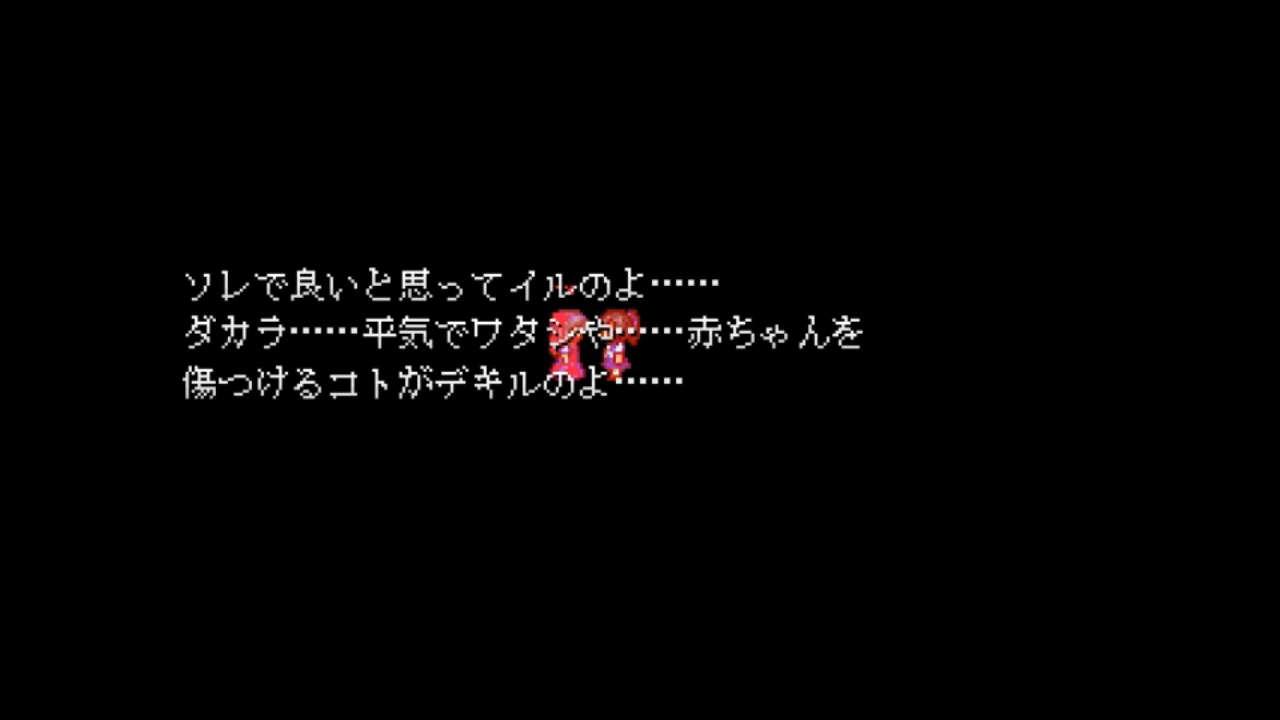 ソレで良いと思ってイルのよ……
ダカラ……平気でワタシや……赤ちゃんを
傷つけるコトがデキルのよ……